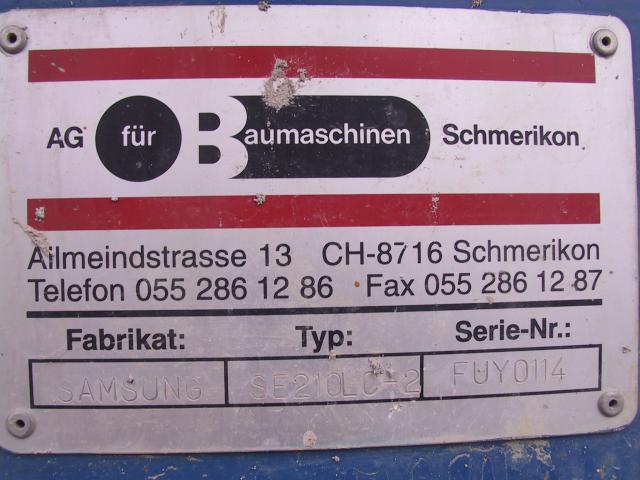 AG für Baumaschinen Schmerikon
Allmeindstrasse 13 CH-8716 Schmerikon
Telefon 055 286 12 86 · Fax 055 286 12 87
Fabrikat: Typ: Serie-Nr.:
SAMSUNG SE210LC-2 FUY0114